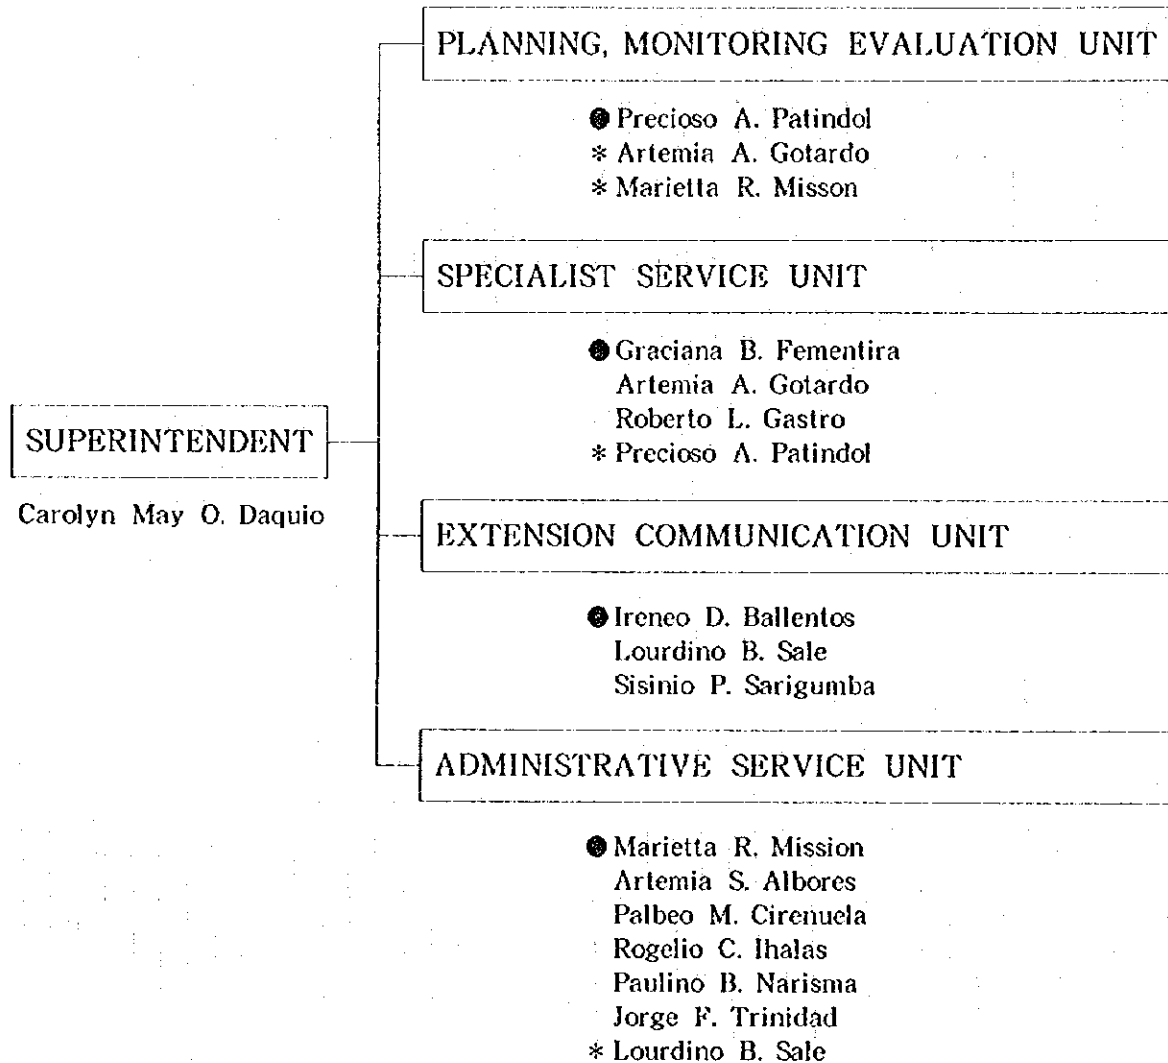 PLANNING, MONITORING EVALUATION UNIT
● Precioso A. Patindol
* Artemia A. Gotardo
* Marietta R. Misson
SPECIALIST SERVICE UNIT
● Graciana B. Fementira
Artemia A. Gotardo
Roberto L. Gastro
* Precioso A. Patindol
SUPERINTENDENT
Carolyn May O. Daquio
EXTENSION COMMUNICATION UNIT
● Ireneo D. Ballentos
Lourdino B. Sale
Sisinio P. Sarigumba
ADMINISTRATIVE SERVICE UNIT
● Marietta R. Mission
Artemia S. Albores
Palbeo M. Cirenuela
Rogelio C. Ihalas
Paulino B. Narisma
Jorge F. Trinidad
* Lourdino B. Sale